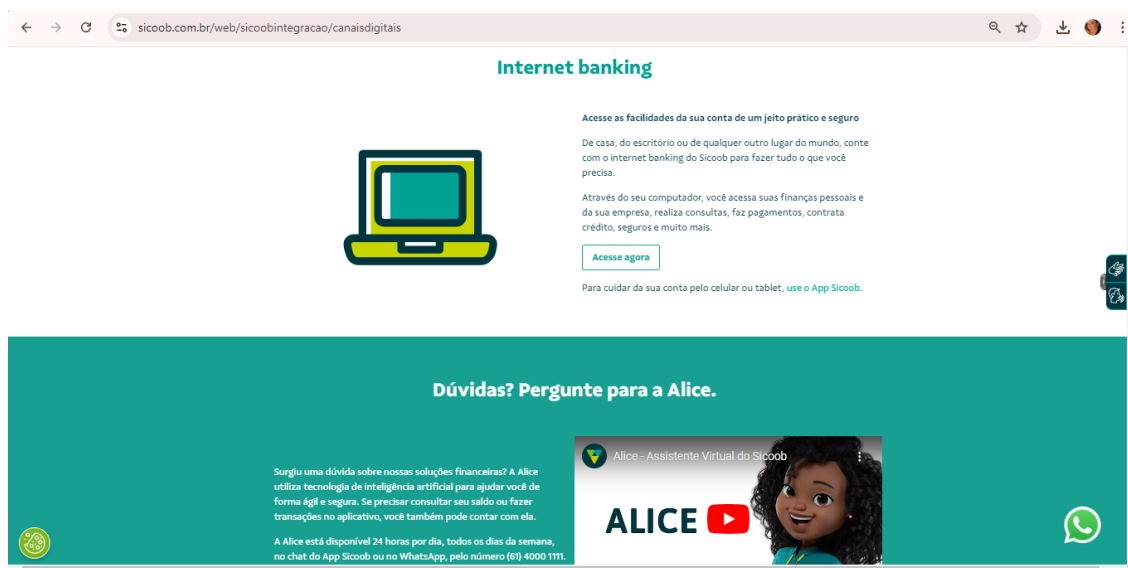 sicoob.com.br/web/sicoobintegracao/canaisdigitais
Internet banking
Acesse as facilidades da sua conta de um jeito prático e seguro
De casa, do escritório ou de qualquer outro lugar do mundo, conte
com o internet banking do Sicoob para fazer tudo o que você
precisa.
Através do seu computador, você acessa suas finanças pessoais e
da sua empresa, realiza consultas, faz pagamentos, contrata
crédito, seguros e muito mais.
Acesse agora
Para cuidar da sua conta pelo celular ou tablet, use o App Sicoob.
Dúvidas? Pergunte para a Alice.
Surgiu uma dúvida sobre nossas soluções financeiras? A Alice
utiliza tecnologia de inteligência artificial para ajudar você de
forma ágil e segura. Se precisar consultar seu saldo ou fazer
transações no aplicativo, você também pode contar com ela.
A Alice está disponível 24 horas por dia, todos os dias da semana,
no chat do App Sicoob ou no WhatsApp, pelo número (61) 4000 1111.
Alice - Assistente Virtual do Sicoob
ALICE